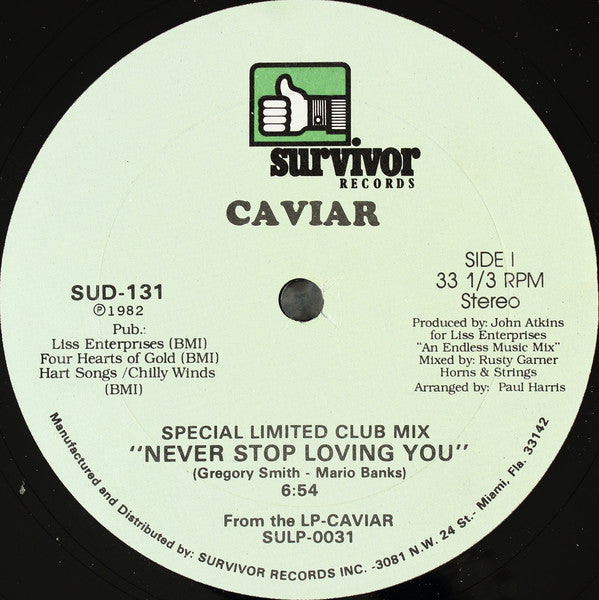 survivor
RECORDS
CAVIAR
SUD-131
℗1982
Pub.:
Liss Enterprises (BMI)
Four Hearts of Gold (BMI)
Hart Songs /Chilly Winds
(BMI)
SIDE I
33 1/3 RPM
Stereo
Produced by: John Atkins
for Liss Enterprises
"An Endless Music Mix"
Mixed by: Rusty Garner
Horns & Strings
Arranged by: Paul Harris
SPECIAL LIMITED CLUB MIX
"NEVER STOP LOVING YOU"
(Gregory Smith - Mario Banks)
6:54
From the LP-CAVIAR
SULP-0031
Manufactured and Distributed by: SURVIVOR RECORDS INC. -3081 N.W. 24 St.- Miami, Fla. 33142